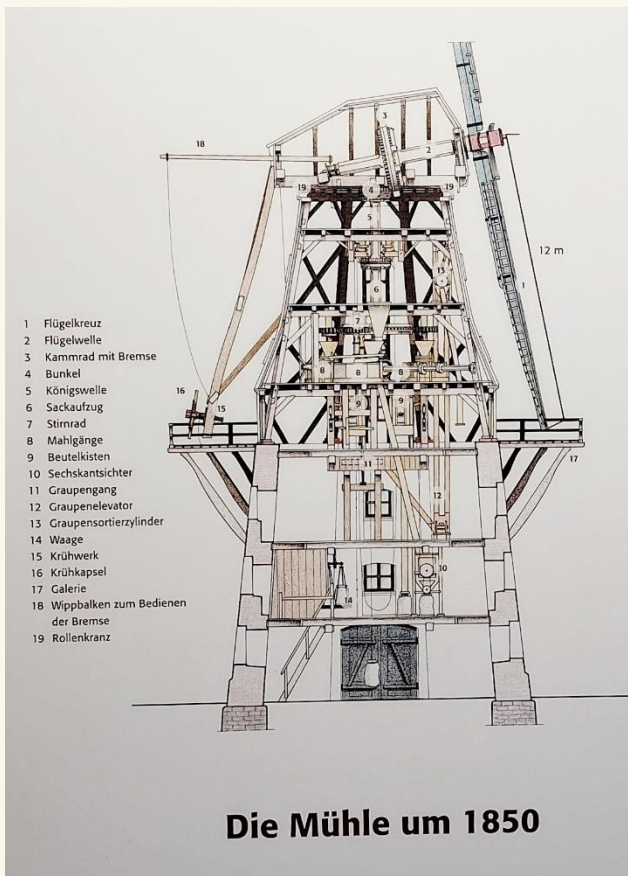 18
3
2
19
4
19
5
13
6
12 m
1
7
8
8
8
16
15
9
9
17
11
12
10
14
1 Flügelkreuz
2 Flügelwelle
3 Kammrad mit Bremse
4 Bunkel
5 Königswelle
6 Sackaufzug
7 Stirnrad
8 Mahlgänge
9 Beutelkisten
10 Sechskantsichter
11 Graupengang
12 Graupenelevator
13 Graupensortierzylinder
14 Waage
15 Krühwerk
16 Krühkapsel
17 Galerie
18 Wippbalken zum Bedienen
der Bremse
19 Rollenkranz
Die Mühle um 1850